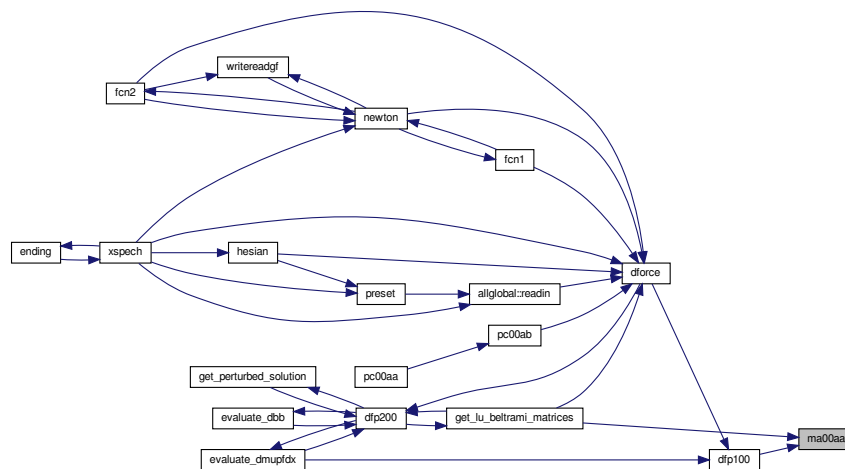 writereadgf
fcn2
newton
fcn1
ending
xspech
hesian
dforce
preset
allglobal::readin
pc00ab
pc00aa
get_perturbed_solution
evaluate_dbb
dfp200
get_lu_beltrami_matrices
ma00aa
evaluate_dmupfdx
dfp100